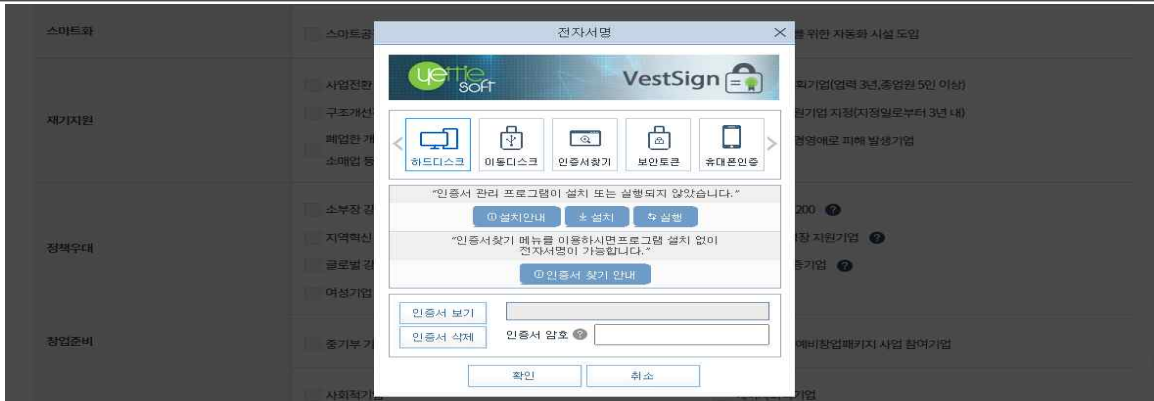 스마트화
스마트공
를 위한 자동화 시설 도입
사업전환
획기업(업력 3년,종업원 5인 이상)
재기지원
구조개선
원기업 지정(지정일로부터 3년 내)
폐업한 개
경영애로 피해 발생기업
소매업 등
소부장 강
200
정책우대
지역혁신
장 지원기업
글로벌 강
증기업
여성기업
창업준비
중기부 기
예비창업패키지 사업 참여기업
사회적기업
전자서명
yettie soft
VestSign
하드디스크 이동디스크 인증서찾기 보안토큰 휴대폰인증
"인증서 관리 프로그램이 설치 또는 실행되지 않았습니다."
설치안내 설치 실행
"인증서찾기 메뉴를 이용하시면프로그램 설치 없이
전자서명이 가능합니다."
인증서 찾기 안내
인증서 보기
인증서 삭제 인증서 암호
확인 취소